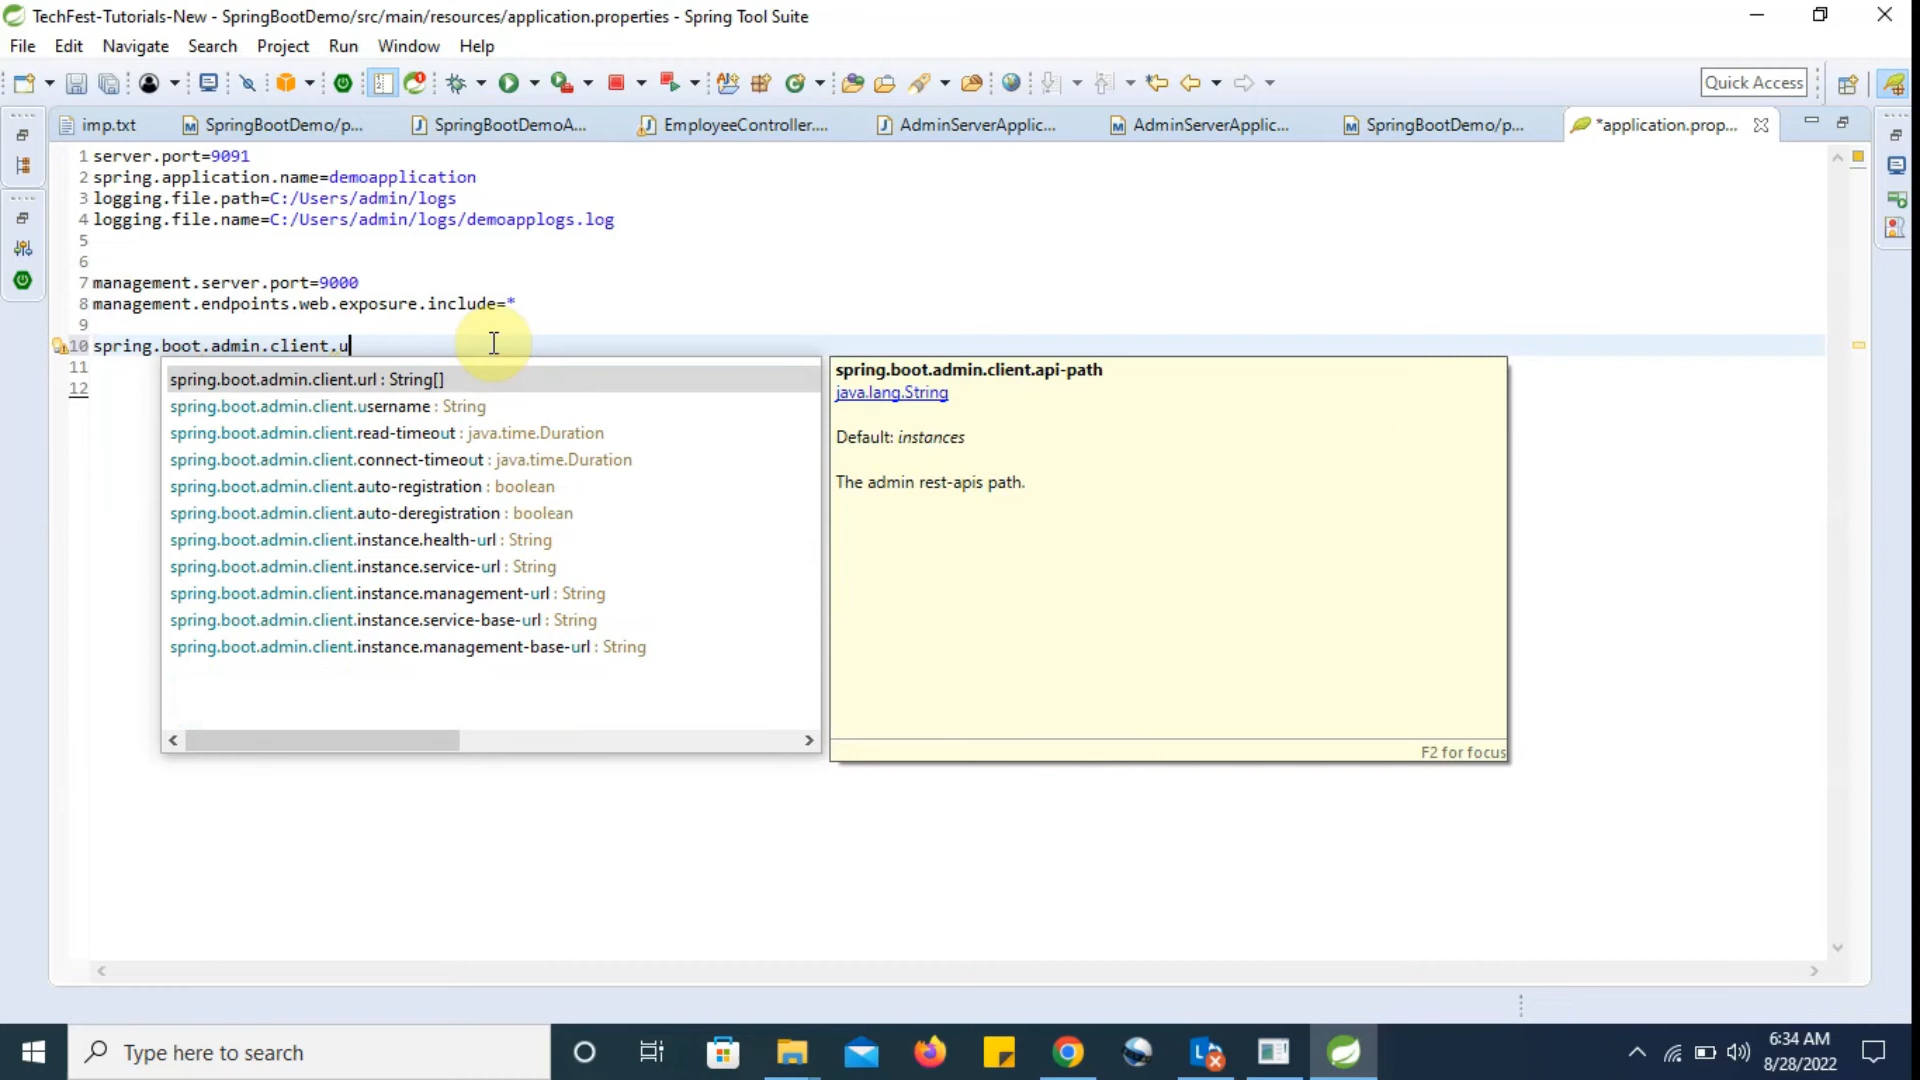 TechFest-Tutorials-New - SpringBootDemo/src/main/resources/application.properties - Spring Tool Suite
File Edit Navigate Search Project Run Window Help
Quick Access
imp.txt SpringBootDemo/p... SpringBootDemoA... EmployeeController.... AdminServerApplic... AdminServerApplic... SpringBootDemo/p... *application.prop...
1 server.port=9091
2 spring.application.name=demoapplication
3 logging.file.path=C:/Users/admin/logs
4 logging.file.name=C:/Users/admin/logs/demoapplogs.log
5
6
7 management.server.port=9000
8 management.endpoints.web.exposure.include=*
9
10 spring.boot.admin.client.u
11
12
spring.boot.admin.client.url : String[]
spring.boot.admin.client.username : String
spring.boot.admin.client.read-timeout : java.time.Duration
spring.boot.admin.client.connect-timeout : java.time.Duration
spring.boot.admin.client.auto-registration : boolean
spring.boot.admin.client.auto-deregistration : boolean
spring.boot.admin.client.instance.health-url : String
spring.boot.admin.client.instance.service-url : String
spring.boot.admin.client.instance.management-url : String
spring.boot.admin.client.instance.service-base-url : String
spring.boot.admin.client.instance.management-base-url : String
spring.boot.admin.client.api-path
java.lang.String
Default: instances
The admin rest-apis path.
F2 for focus
Type here to search
6:34 AM
8/28/2022